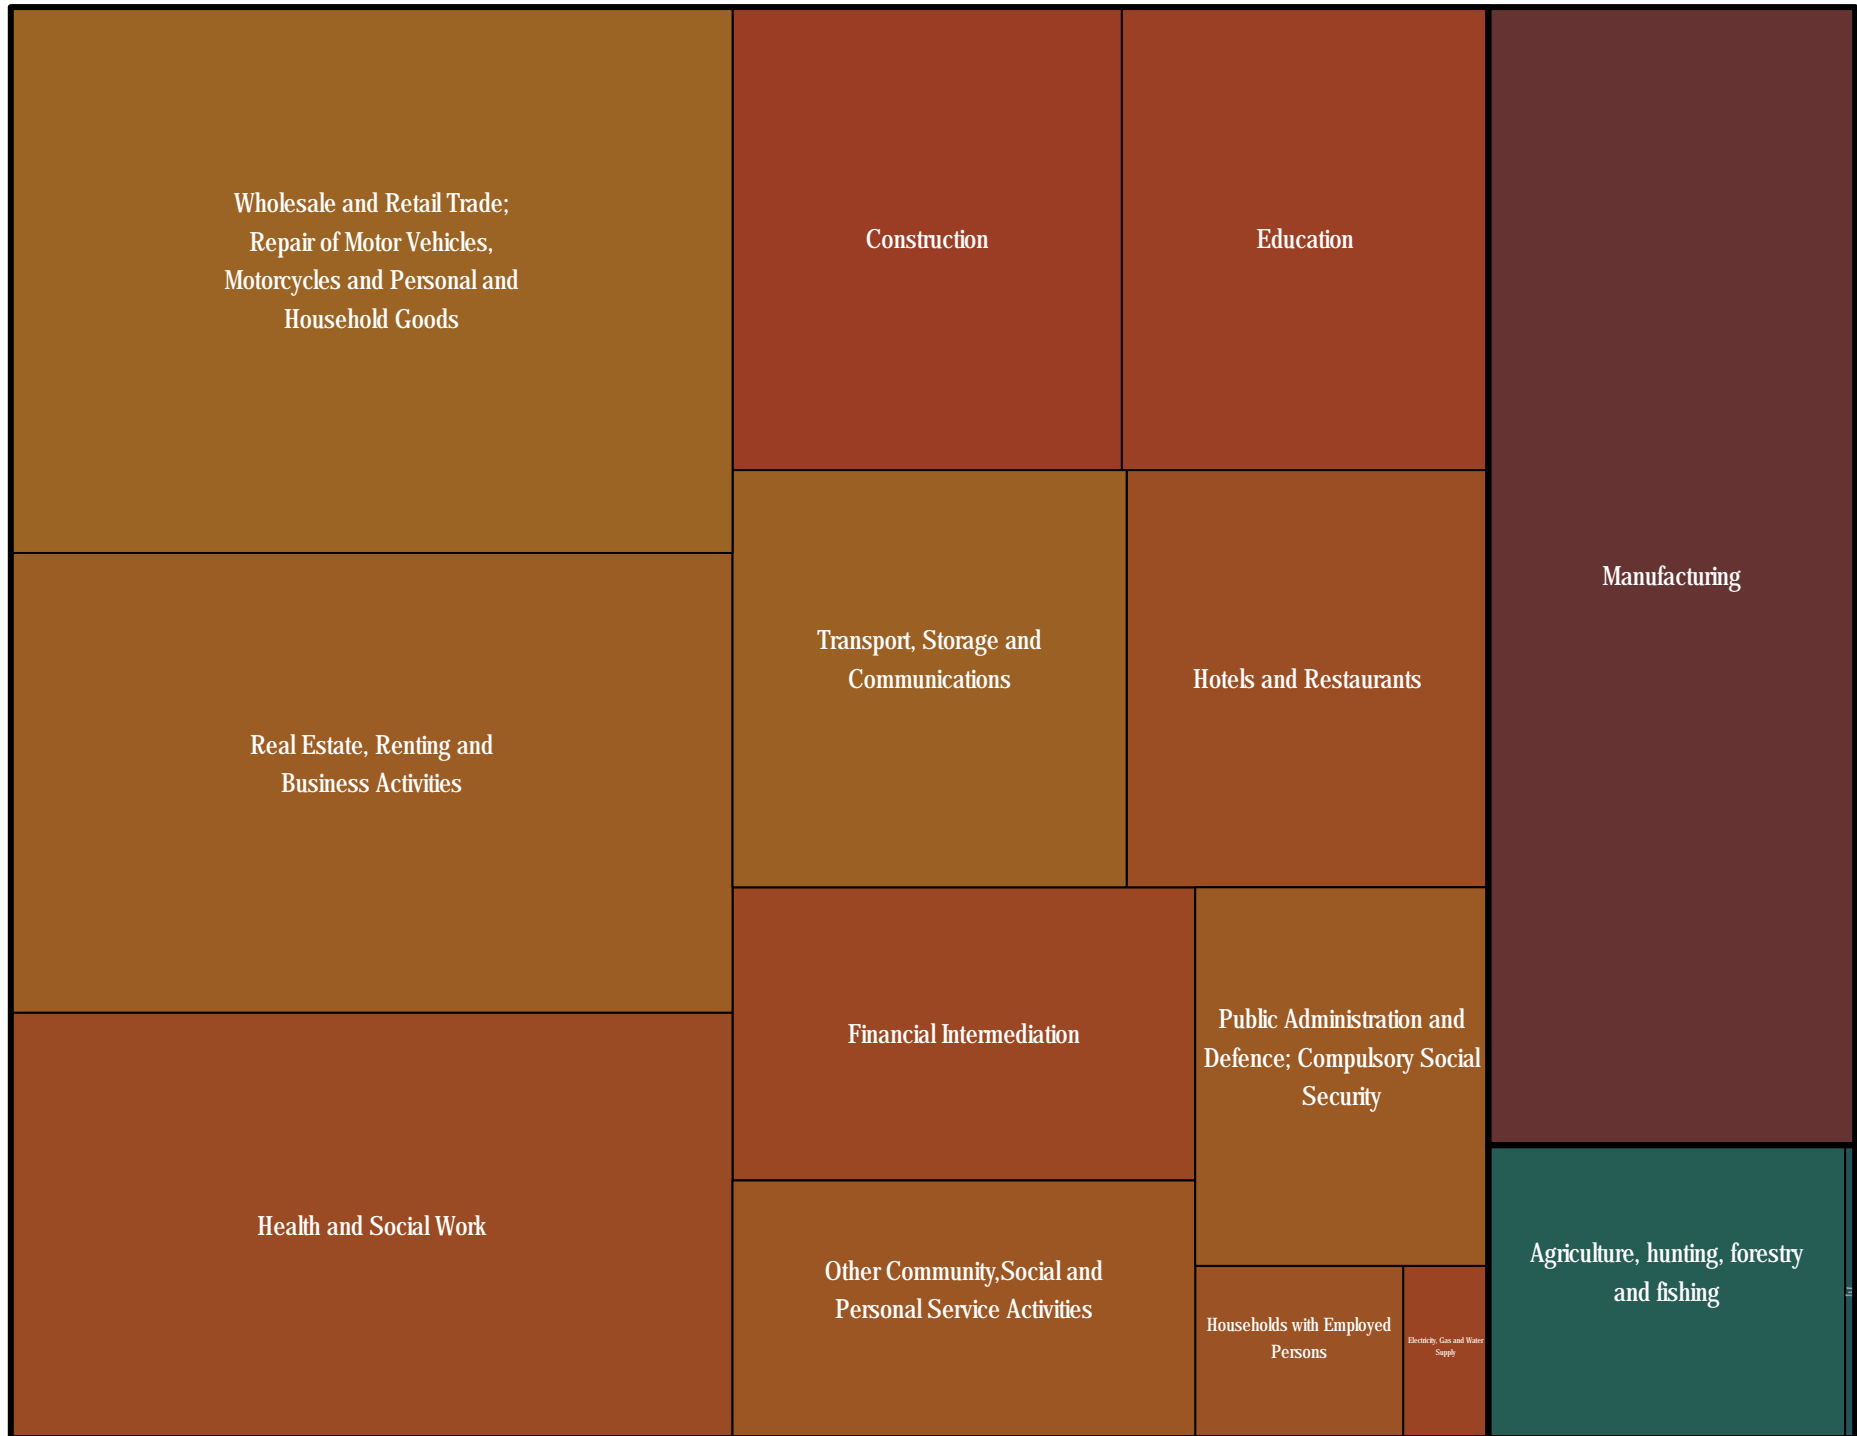 Wholesale and Retail Trade;
Repair of Motor Vehicles,
Motorcycles and Personal and
Household Goods
Construction
Education
Manufacturing
Transport, Storage and
Communications
Hotels and Restaurants
Real Estate, Renting and
Business Activities
Financial Intermediation
Public Administration and
Defence; Compulsory Social
Security
Health and Social Work
Other Community,Social and
Personal Service Activities
Households with Employed
Persons
Electricity, Gas and Water
Supply
Agriculture, hunting, forestry
and fishing